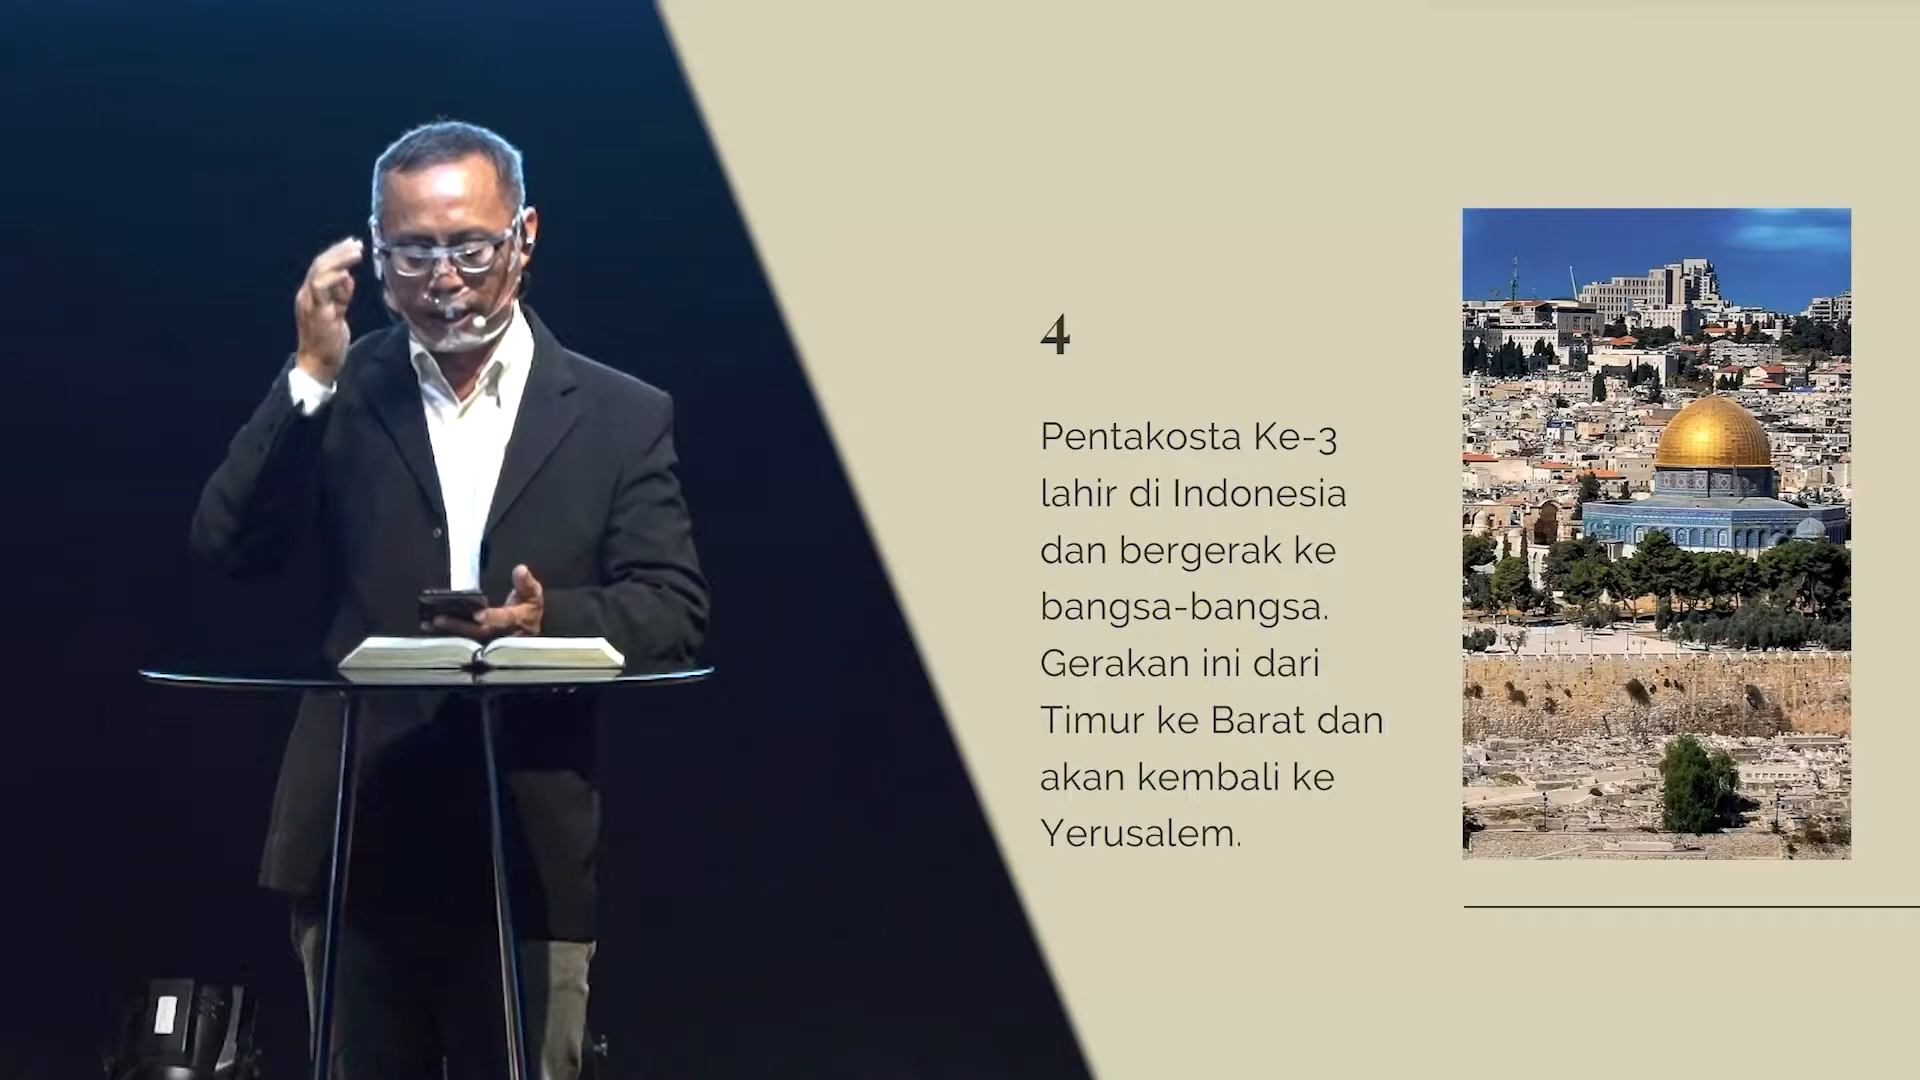 4
Pentakosta Ke-3
lahir di Indonesia
dan bergerak ke
bangsa-bangsa.
Gerakan ini dari
Timur ke Barat dan
akan kembali ke
Yerusalem.